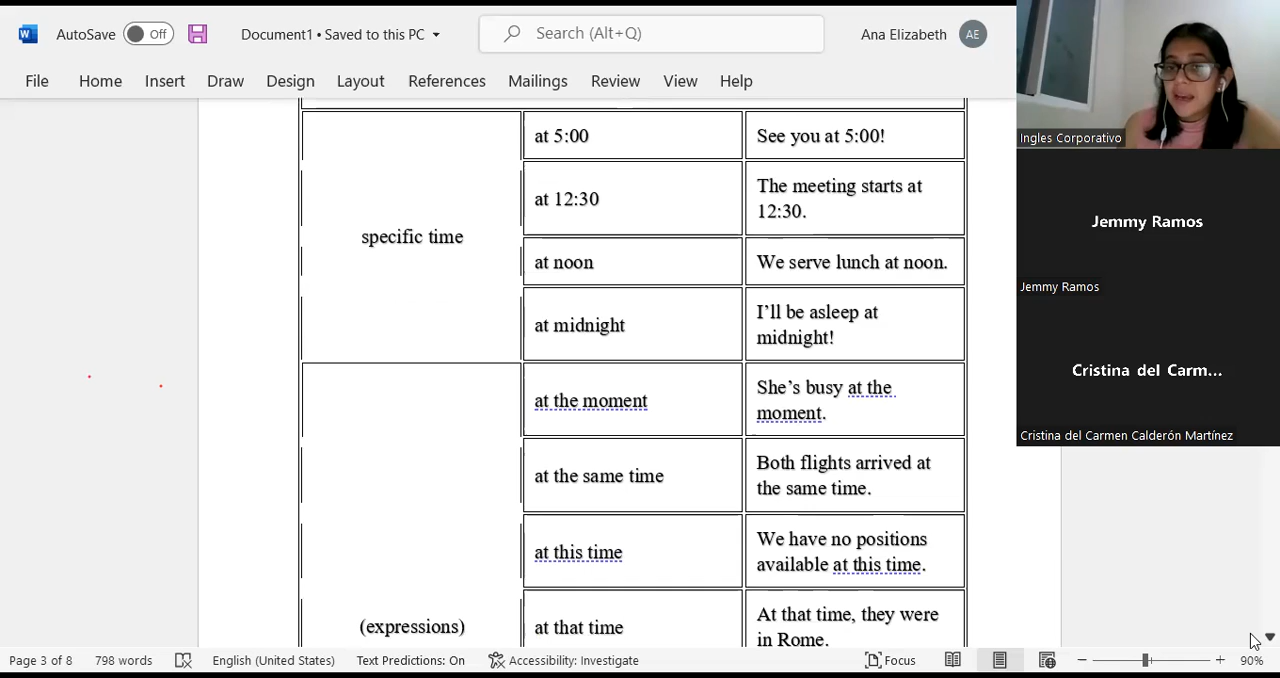 AutoSave Off Document1 • Saved to this PC Search (Alt+Q) Ana Elizabeth AE
File Home Insert Draw Design Layout References Mailings Review View Help
specific time
at 5:00
See you at 5:00!
at 12:30
The meeting starts at
12:30.
at noon
We serve lunch at noon.
at midnight
I’ll be asleep at
midnight!
(expressions)
at the moment
She’s busy at the
moment.
at the same time
Both flights arrived at
the same time.
at this time
We have no positions
available at this time.
at that time
At that time, they were
in Rome.
Ingles Corporativo
Jemmy Ramos
Jemmy Ramos
Cristina del Carm...
Cristina del Carmen Calderón Martínez
Page 3 of 8 798 words English (United States) Text Predictions: On Accessibility: Investigate Focus 90%